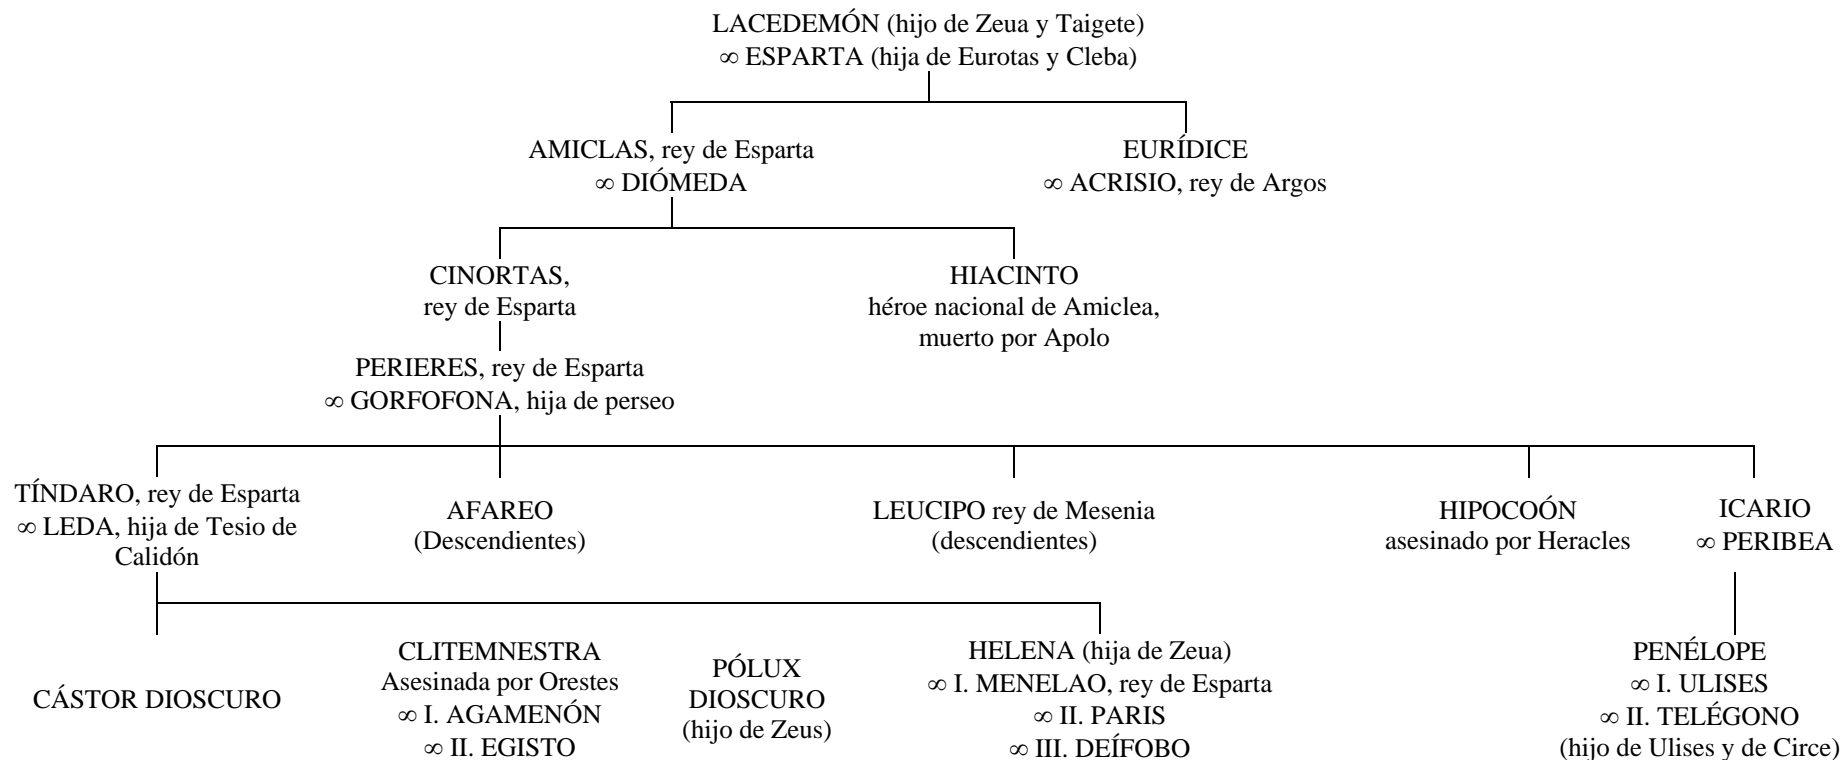 LACEDEMÓN (hijo de Zeua y Taigete)
∞ ESPARTA (hija de Eurotas y Cleba)
AMICLAS, rey de Esparta
∞ DIÓMEDA
EURÍDICE
∞ ACRISIO, rey de Argos
CINORTAS,
rey de Esparta
HIACINTO
héroe nacional de Amiclea,
muerto por Apolo
PERIERES, rey de Esparta
∞ GORFOFONA, hija de perseo
TÍNDARO, rey de Esparta
∞ LEDA, hija de Tesio de
Calidón
AFAREO
(Descendientes)
LEUCIPO rey de Mesenia
(descendientes)
HIPOCOÓN
asesinado por Heracles
ICARIO
∞ PERIBEA
CÁSTOR DIOSCURO
CLITEMNESTRA
Asesinada por Orestes
∞ I. AGAMENÓN
∞ II. EGISTO
PÓLUX
DIOSCURO
(hijo de Zeus)
HELENA (hija de Zeua)
∞ I. MENELAO, rey de Esparta
∞ II. PARIS
∞ III. DEÍFOBO
PENÉLOPE
∞ I. ULISES
∞ II. TELÉGONO
(hijo de Ulises y de Circe)